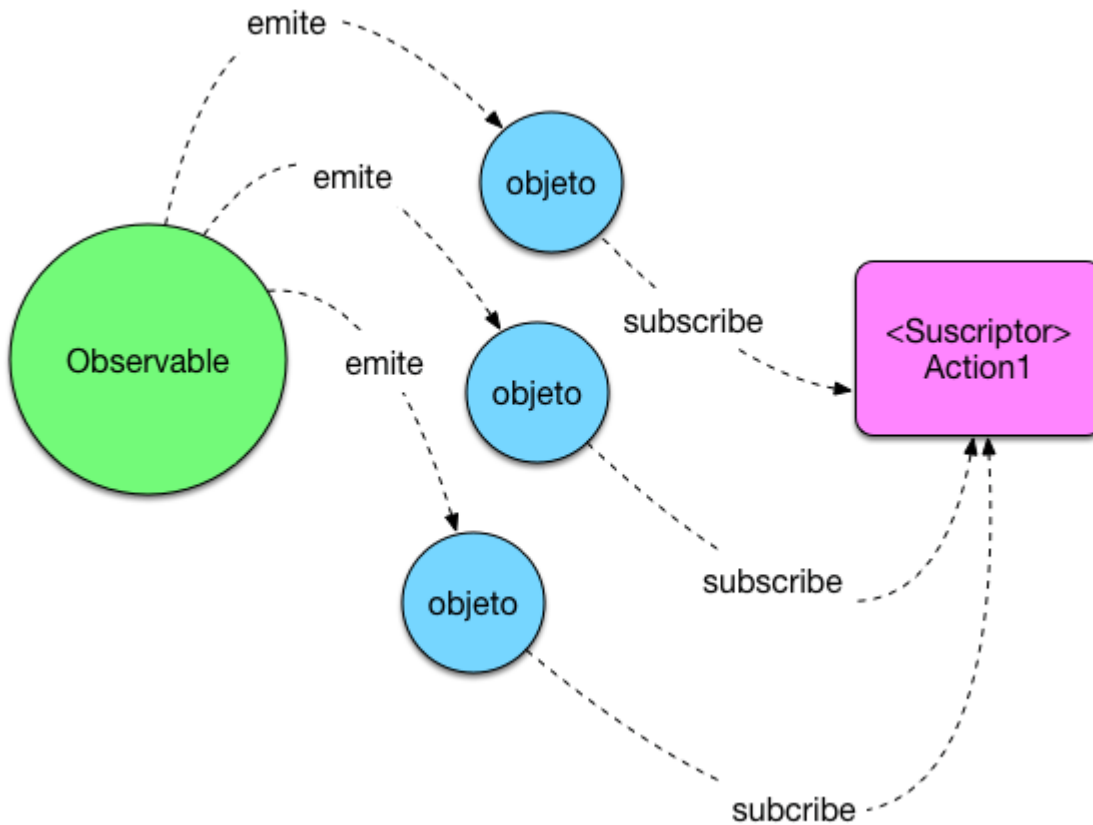 emite
emite
objeto
subscribe
<Suscriptor>
Action1
Observable
emite
objeto
subscribe
objeto
subcribe